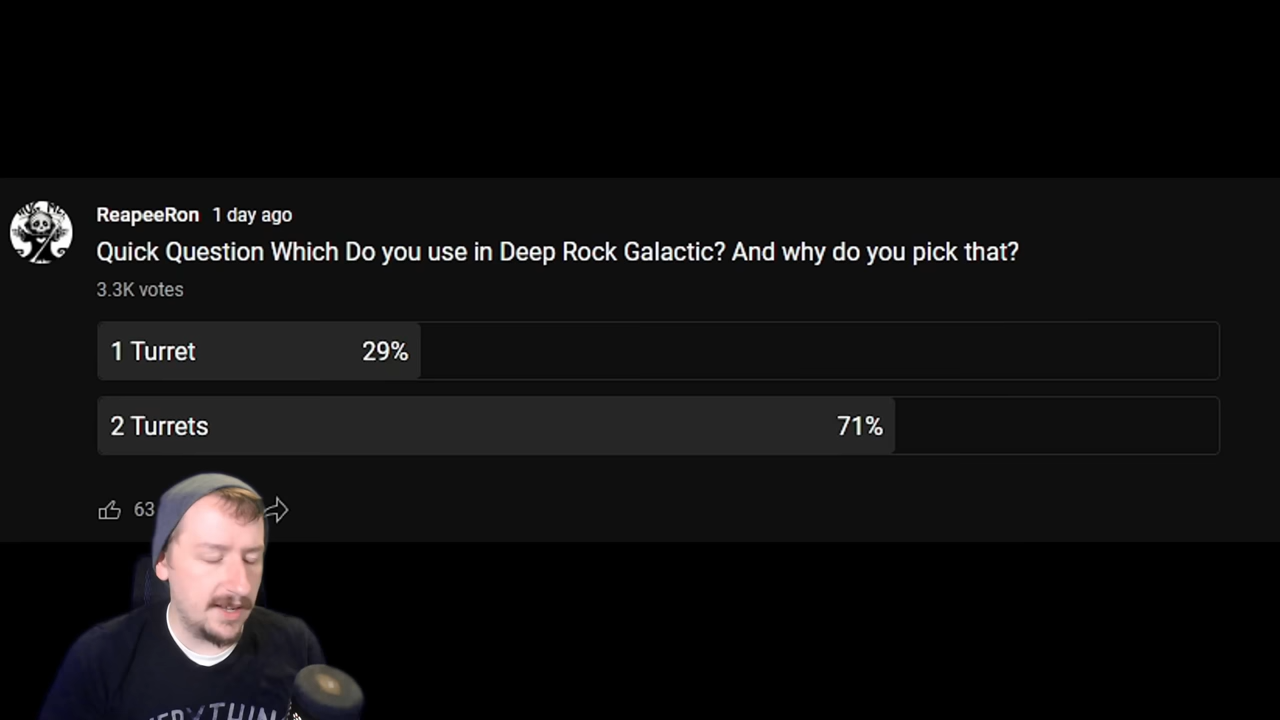 ReapeeRon 1 day ago
Quick Question Which Do you use in Deep Rock Galactic? And why do you pick that?
3.3K votes
1 Turret 29%
2 Turrets 71%
63